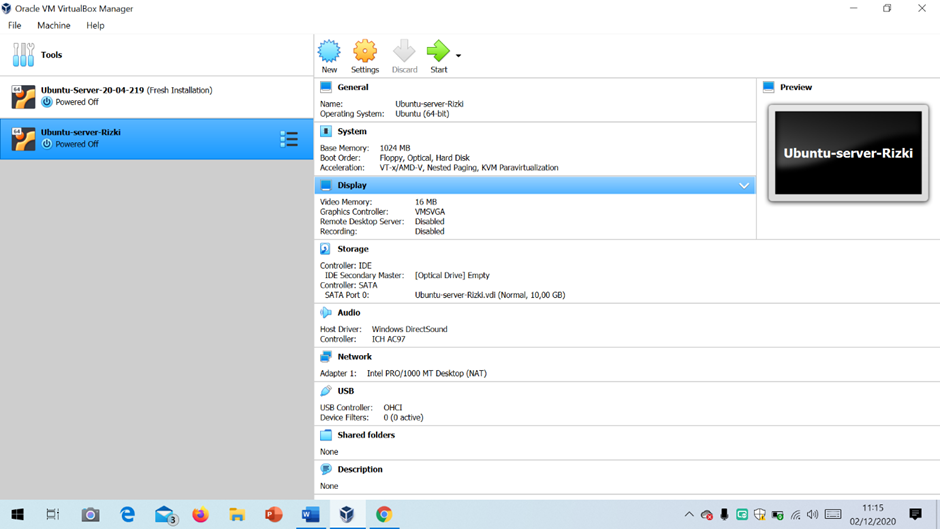 Oracle VM VirtualBox Manager
File Machine Help
Tools
New Settings Discard Start
64 Ubuntu-Server-20-04-219 (Fresh Installation)
Powered Off
64 Ubuntu-server-Rizki
Powered Off
General
Name: Ubuntu-server-Rizki
Operating System: Ubuntu (64-bit)
System
Base Memory: 1024 MB
Boot Order: Floppy, Optical, Hard Disk
Acceleration: VT-x/AMD-V, Nested Paging, KVM Paravirtualization
Display
Video Memory: 16 MB
Graphics Controller: VMSVGA
Remote Desktop Server: Disabled
Recording: Disabled
Storage
Controller: IDE
IDE Secondary Master: [Optical Drive] Empty
Controller: SATA
SATA Port 0: Ubuntu-server-Rizki.vdi (Normal, 10,00 GB)
Audio
Host Driver: Windows DirectSound
Controller: ICH AC97
Network
Adapter 1: Intel PRO/1000 MT Desktop (NAT)
USB
USB Controller: OHCI
Device Filters: 0 (0 active)
Shared folders
None
Description
None
Preview
Ubuntu-server-Rizki
3
11:15
02/12/2020